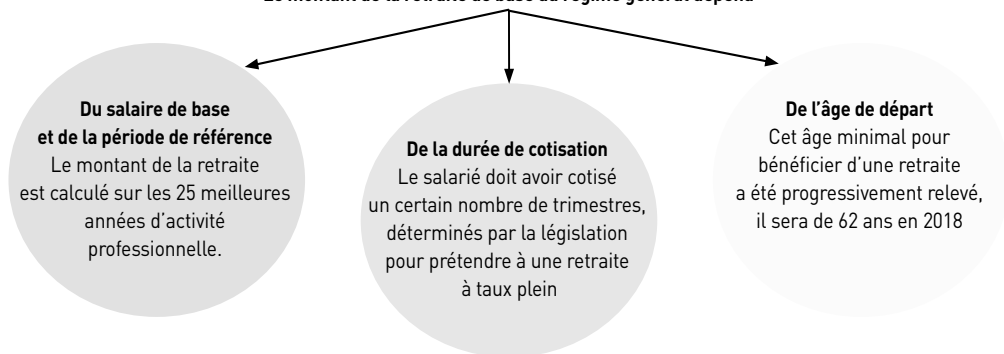 Le montant de la retraite de base du régime général dépend
Du salaire de base
et de la période de référence
Le montant de la retraite
est calculé sur les 25 meilleures
années d’activité
professionnelle.
De la durée de cotisation
Le salarié doit avoir cotisé
un certain nombre de trimestres,
déterminés par la législation
pour prétendre à une retraite
à taux plein
De l’âge de départ
Cet âge minimal pour
bénéficier d’une retraite
a été progressivement relevé,
il sera de 62 ans en 2018